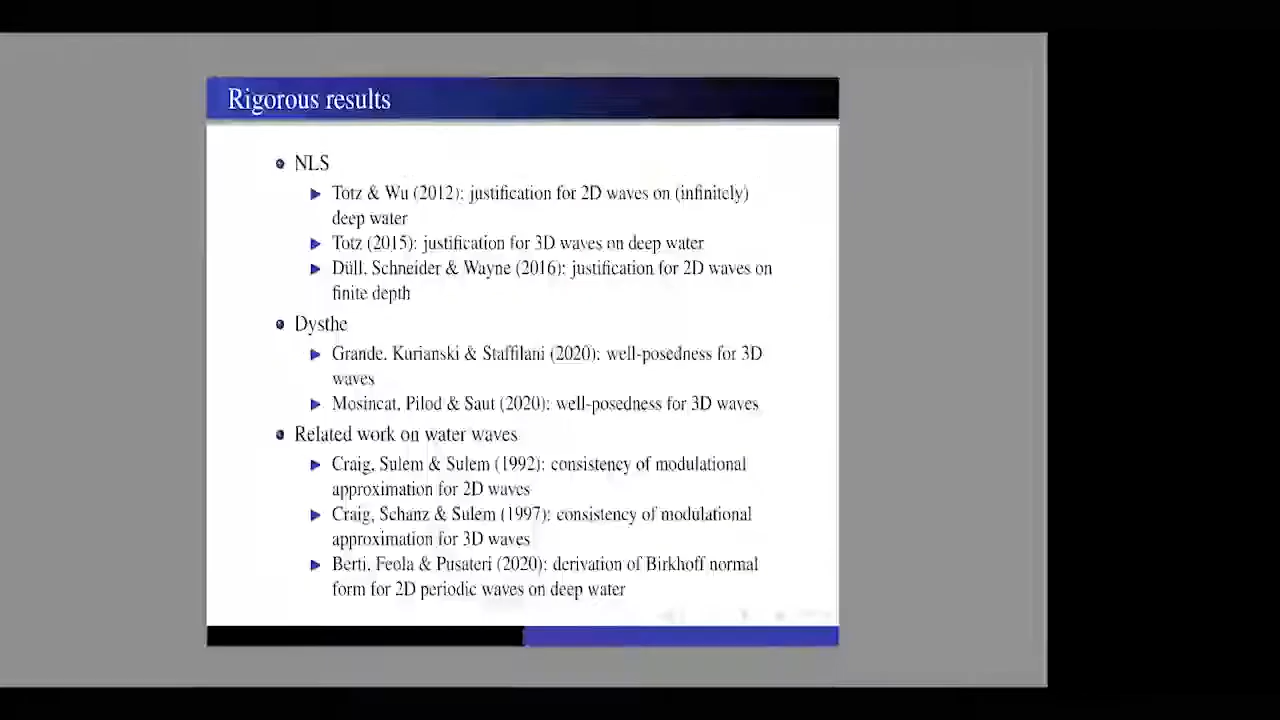 Rigorous results
NLS
Totz & Wu (2012): justification for 2D waves on (infinitely)
deep water
Totz (2015): justification for 3D waves on deep water
Düll, Schneider & Wayne (2016): justification for 2D waves on
finite depth
Dysthe
Grande, Kurianski & Staffilani (2020): well-posedness for 3D
waves
Mosincat, Pilod & Saut (2020): well-posedness for 3D waves
Related work on water waves
Craig, Sulem & Sulem (1992): consistency of modulational
approximation for 2D waves
Craig, Schanz & Sulem (1997): consistency of modulational
approximation for 3D waves
Berti, Feola & Pusateri (2020): derivation of Birkhoff normal
form for 2D periodic waves on deep water